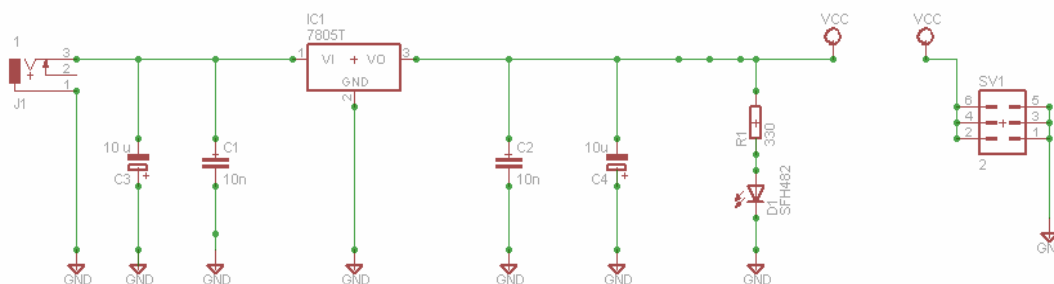 1
3
2
1
J1
10 u
C3
+
C1
10n
IC1
7805T
1
VI
+
VO
3
GND
2
C2
10n
10u
C4
+
R1
330
D1
SFH482
VCC
VCC
SV1
6
5
4
+
3
2
1
2
GND
GND
GND
GND
GND
GND
GND
GND